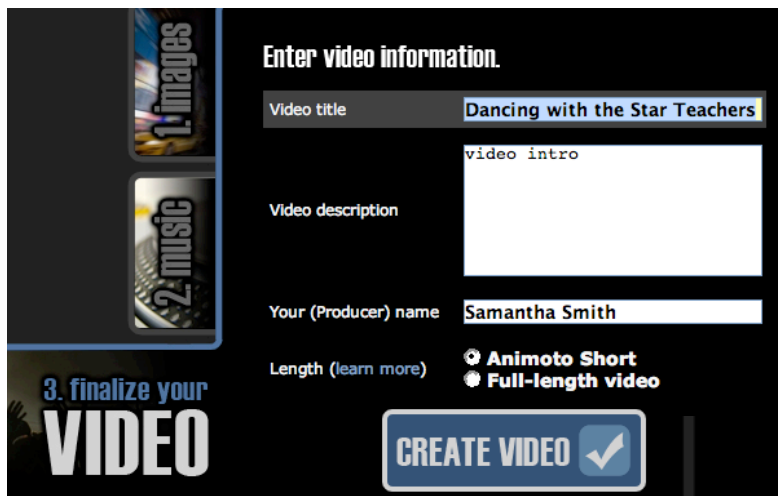 1. images
2. music
3. finalize your
VIDEO
Enter video information.
Video title
Dancing with the Star Teachers
Video description
video intro
Your (Producer) name
Samantha Smith
Length (learn more)
Animoto Short
Full-length video
CREATE VIDEO